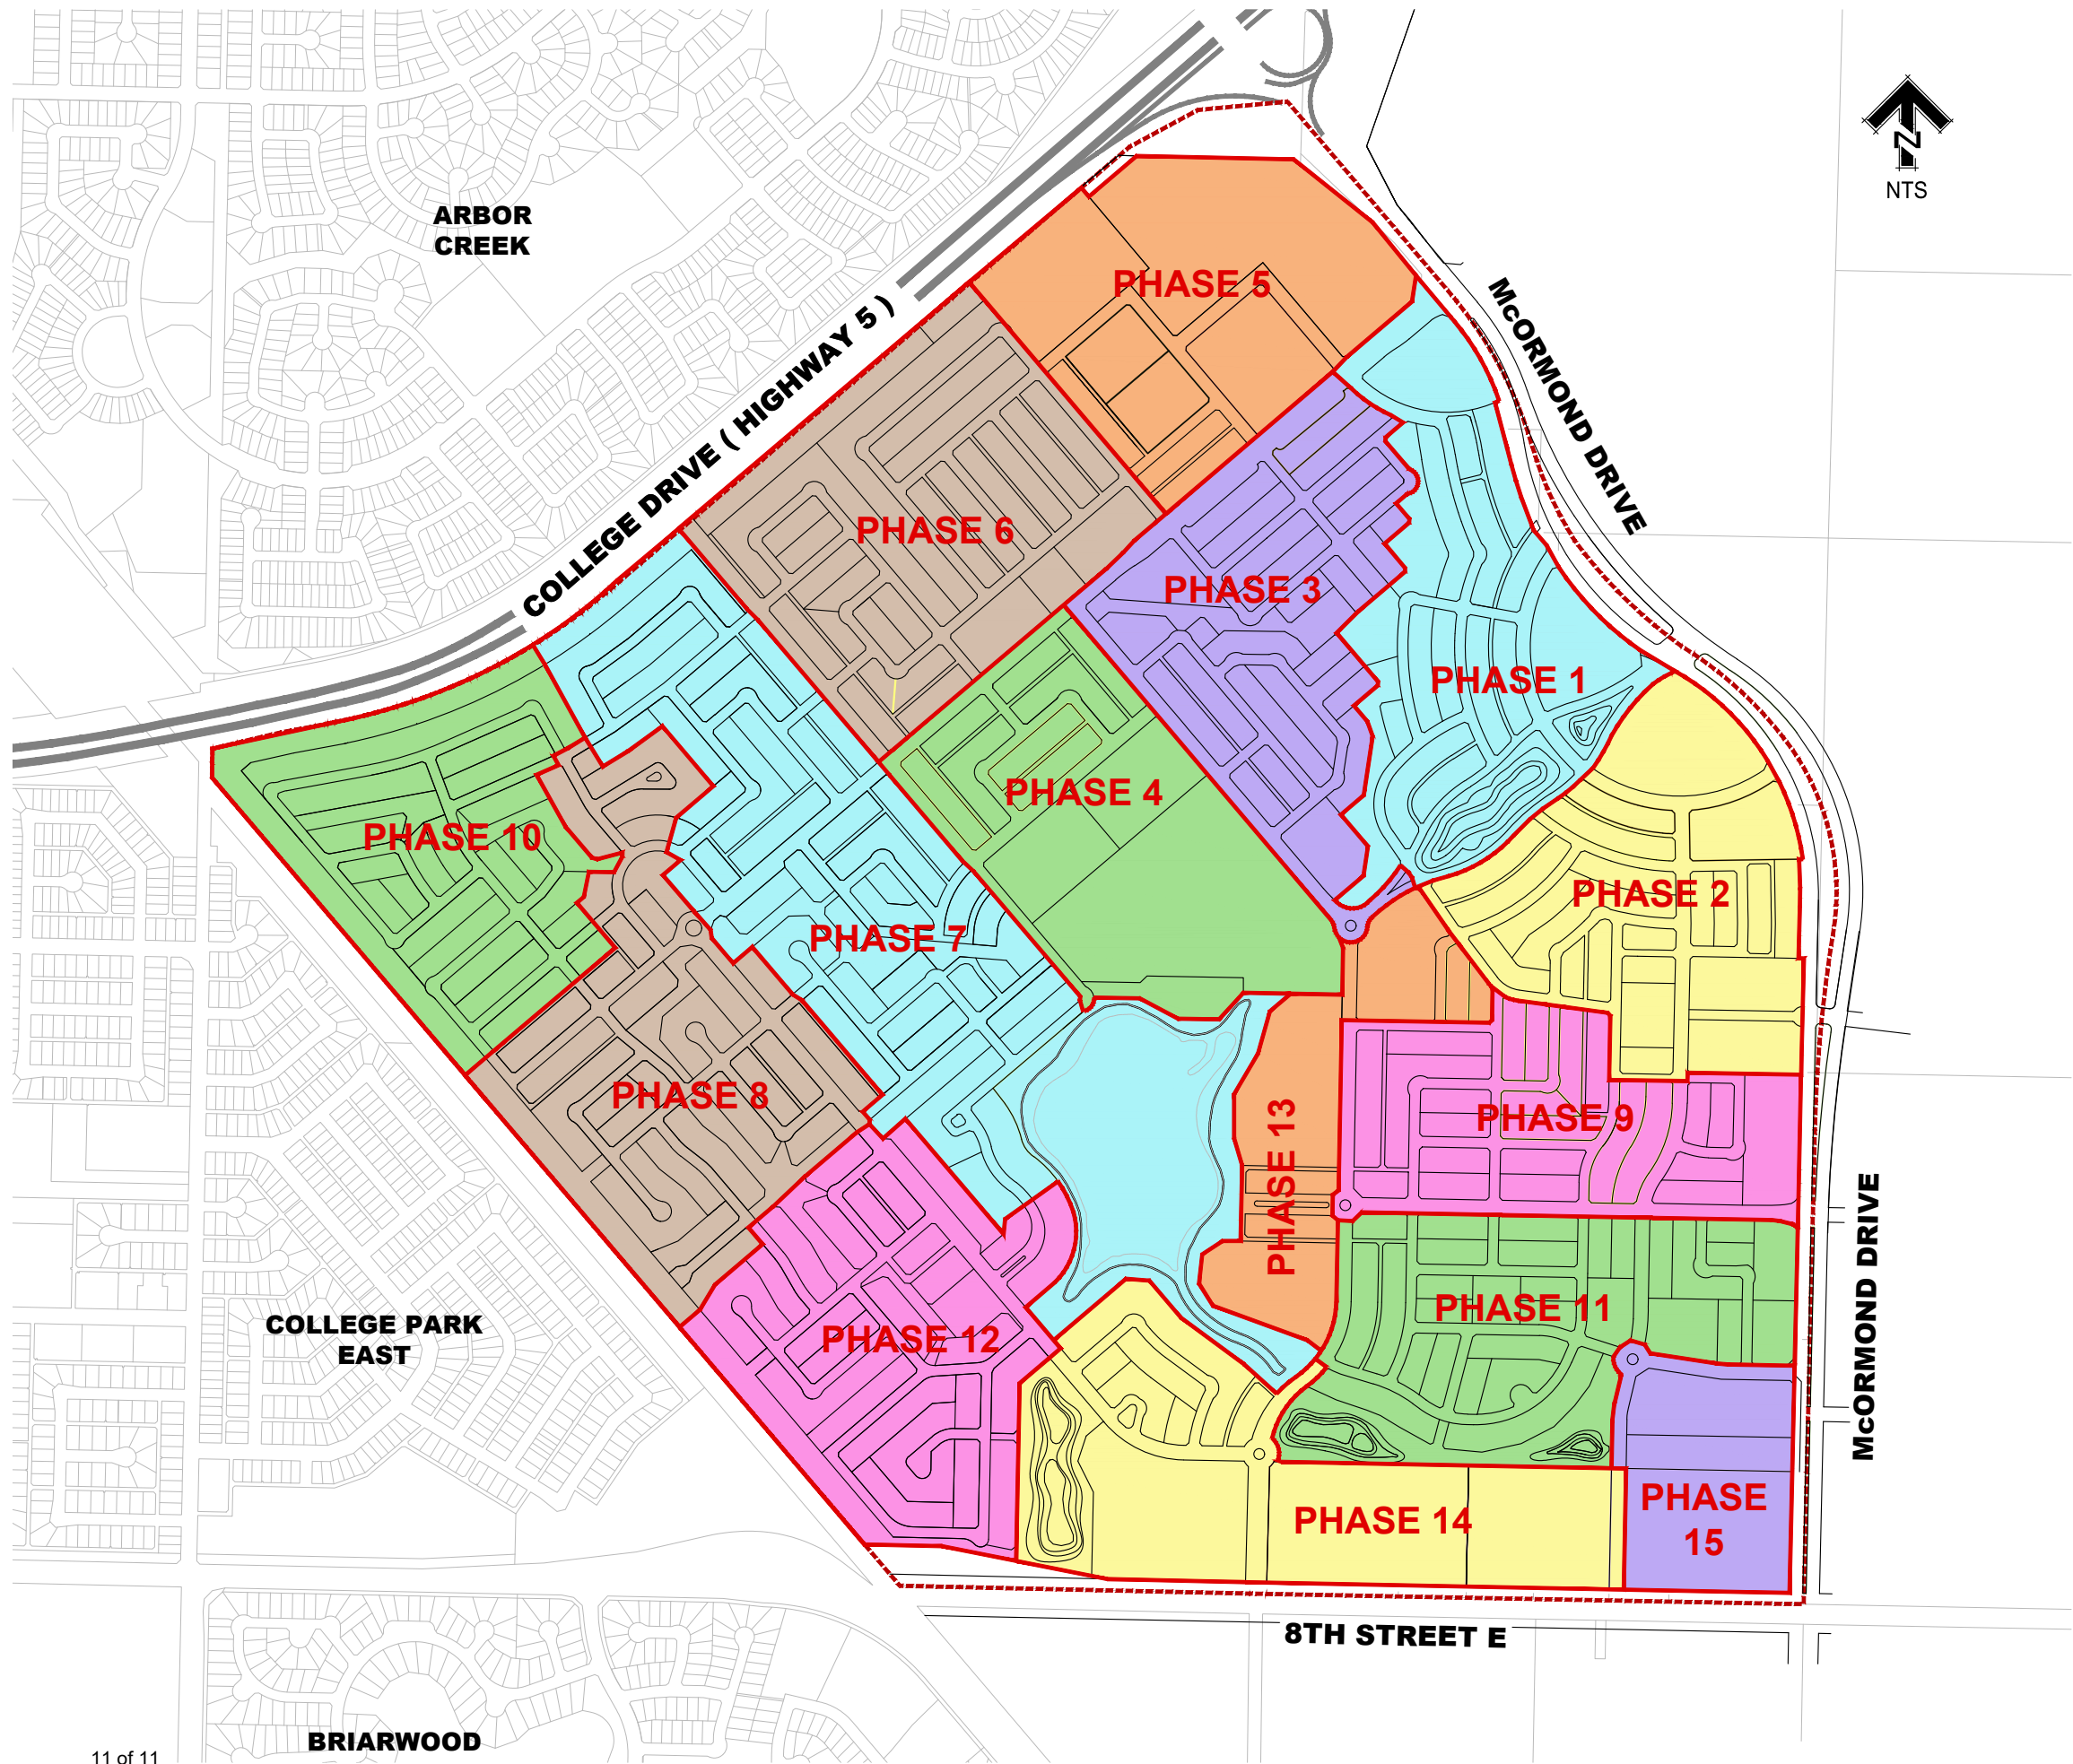 NTS
ARBOR
CREEK
PHASE 5
McORMOND DRIVE
COLLEGE DRIVE ( HIGHWAY 5 )
PHASE 6
PHASE 3
PHASE 1
PHASE 4
PHASE 10
PHASE 2
PHASE 7
PHASE 8
PHASE 9
PHASE 13
McORMOND DRIVE
PHASE 11
COLLEGE PARK
EAST
PHASE 12
PHASE
15
PHASE 14
8TH STREET E
BRIARWOOD
11 of 11